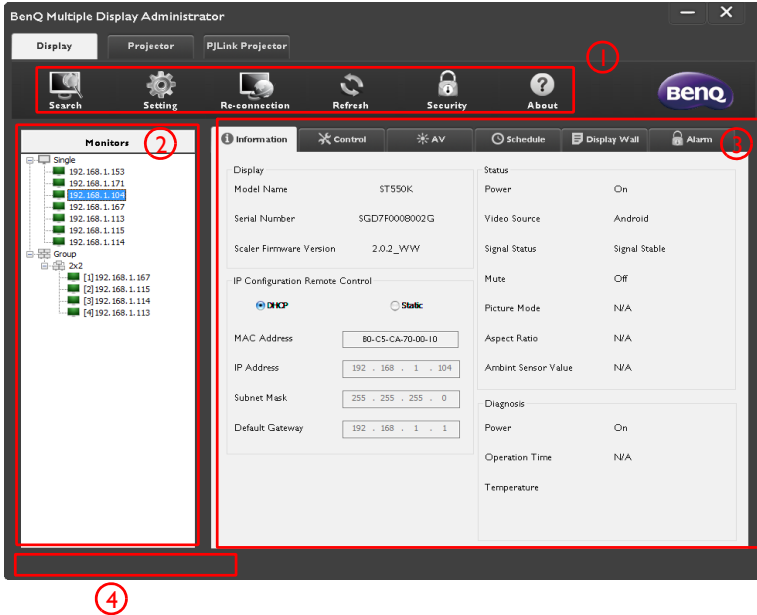 BenQ Multiple Display Administrator
Display Projector PJLink Projector
1
Search Setting Re-connection Refresh Security About
BenQ
Monitors 2
Single
192.168.1.153
192.168.1.171
192.168.1.104
192.168.1.167
192.168.1.113
192.168.1.115
192.168.1.114
Group
2x2
[1]192.168.1.167
[2]192.168.1.115
[3]192.168.1.114
[4]192.168.1.113
Information Control AV Schedule Display Wall Alarm 3
Display
Model Name ST550K
Serial Number SGD7F0008002G
Scaler Firmware Version 2.0.2_WW
IP Configuration Remote Control
DHCP Static
MAC Address B0-C5-CA-70-00-10
IP Address 192 . 168 . 1 . 104
Subnet Mask 255 . 255 . 255 . 0
Default Gateway 192 . 168 . 1 . 1
Status
Power On
Video Source Android
Signal Status Signal Stable
Mute Off
Picture Mode N/A
Aspect Ratio N/A
Ambint Sensor Value N/A
Diagnosis
Power On
Operation Time N/A
Temperature
4